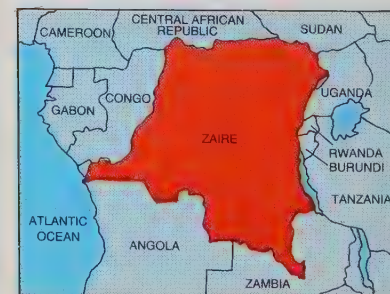 CENTRAL AFRICAN
REPUBLIC
CAMEROON
SUDAN
UGANDA
CONGO
GABON
ZAIRE
RWANDA
BURUNDI
TANZANIA
ATLANTIC
OCEAN
ANGOLA
ZAMBIA